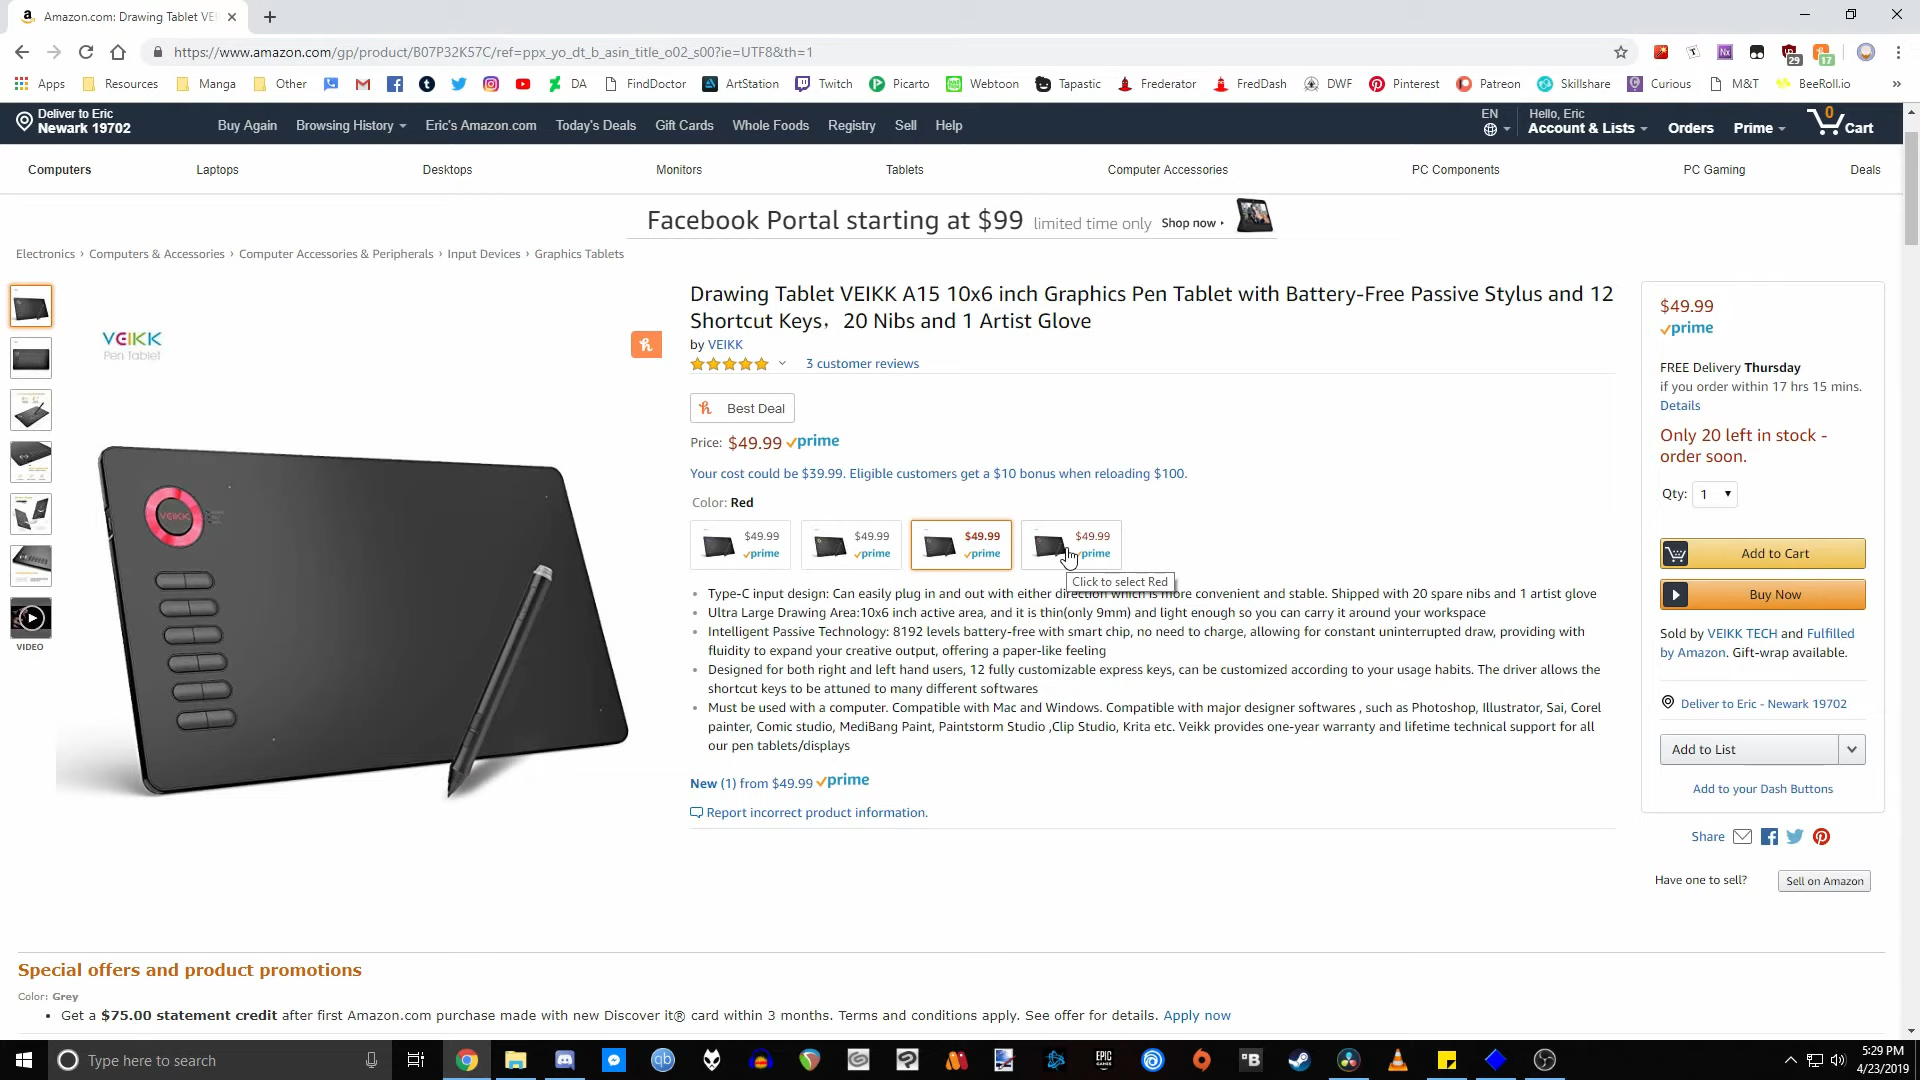 Amazon.com: Drawing Tablet VEI
https://www.amazon.com/gp/product/B07P32K57C/ref=ppx_yo_dt_b_asin_title_o02_s00?ie=UTF8&th=1
29
17
Apps Resources Manga Other DA FindDoctor ArtStation Twitch Picarto Webtoon Tapastic Frederator FredDash DWF Pinterest Patreon Skillshare Curious M&T BeeRoll.io »
Deliver to Eric
Newark 19702
Buy Again Browsing History Eric's Amazon.com Today's Deals Gift Cards Whole Foods Registry Sell Help
EN
Hello, Eric
Account & Lists Orders Prime 0 Cart
Computers Laptops Desktops Monitors Tablets Computer Accessories PC Components PC Gaming Deals
Facebook Portal starting at $99 limited time only Shop now ›
Electronics › Computers & Accessories › Computer Accessories & Peripherals › Input Devices › Graphics Tablets
VEIKK
Pen Tablet
VEIKK
VIDEO
Drawing Tablet VEIKK A15 10x6 inch Graphics Pen Tablet with Battery-Free Passive Stylus and 12
Shortcut Keys，20 Nibs and 1 Artist Glove
by VEIKK
3 customer reviews
Best Deal
Price: $49.99 prime
Your cost could be $39.99. Eligible customers get a $10 bonus when reloading $100.
Color: Red
$49.99 prime
$49.99 prime
$49.99 prime
$49.99 prime
Click to select Red
• Type-C input design: Can easily plug in and out with either direction which is more convenient and stable. Shipped with 20 spare nibs and 1 artist glove
• Ultra Large Drawing Area:10x6 inch active area, and it is thin(only 9mm) and light enough so you can carry it around your workspace
• Intelligent Passive Technology: 8192 levels battery-free with smart chip, no need to charge, allowing for constant uninterrupted draw, providing with
fluidity to expand your creative output, offering a paper-like feeling
• Designed for both right and left hand users, 12 fully customizable express keys, can be customized according to your usage habits. The driver allows the
shortcut keys to be attuned to many different softwares
• Must be used with a computer. Compatible with Mac and Windows. Compatible with major designer softwares , such as Photoshop, Illustrator, Sai, Corel
painter, Comic studio, MediBang Paint, Paintstorm Studio ,Clip Studio, Krita etc. Veikk provides one-year warranty and lifetime technical support for all
our pen tablets/displays
New (1) from $49.99 prime
Report incorrect product information.
$49.99
prime
FREE Delivery Thursday
if you order within 17 hrs 15 mins.
Details
Only 20 left in stock -
order soon.
Qty: 1
Add to Cart
Buy Now
Sold by VEIKK TECH and Fulfilled
by Amazon. Gift-wrap available.
Deliver to Eric - Newark 19702
Add to List
Add to your Dash Buttons
Share
Have one to sell? Sell on Amazon
Special offers and product promotions
Color: Grey
• Get a $75.00 statement credit after first Amazon.com purchase made with new Discover it® card within 3 months. Terms and conditions apply. See offer for details. Apply now
Type here to search
EPIC GAMES
5:29 PM
4/23/2019